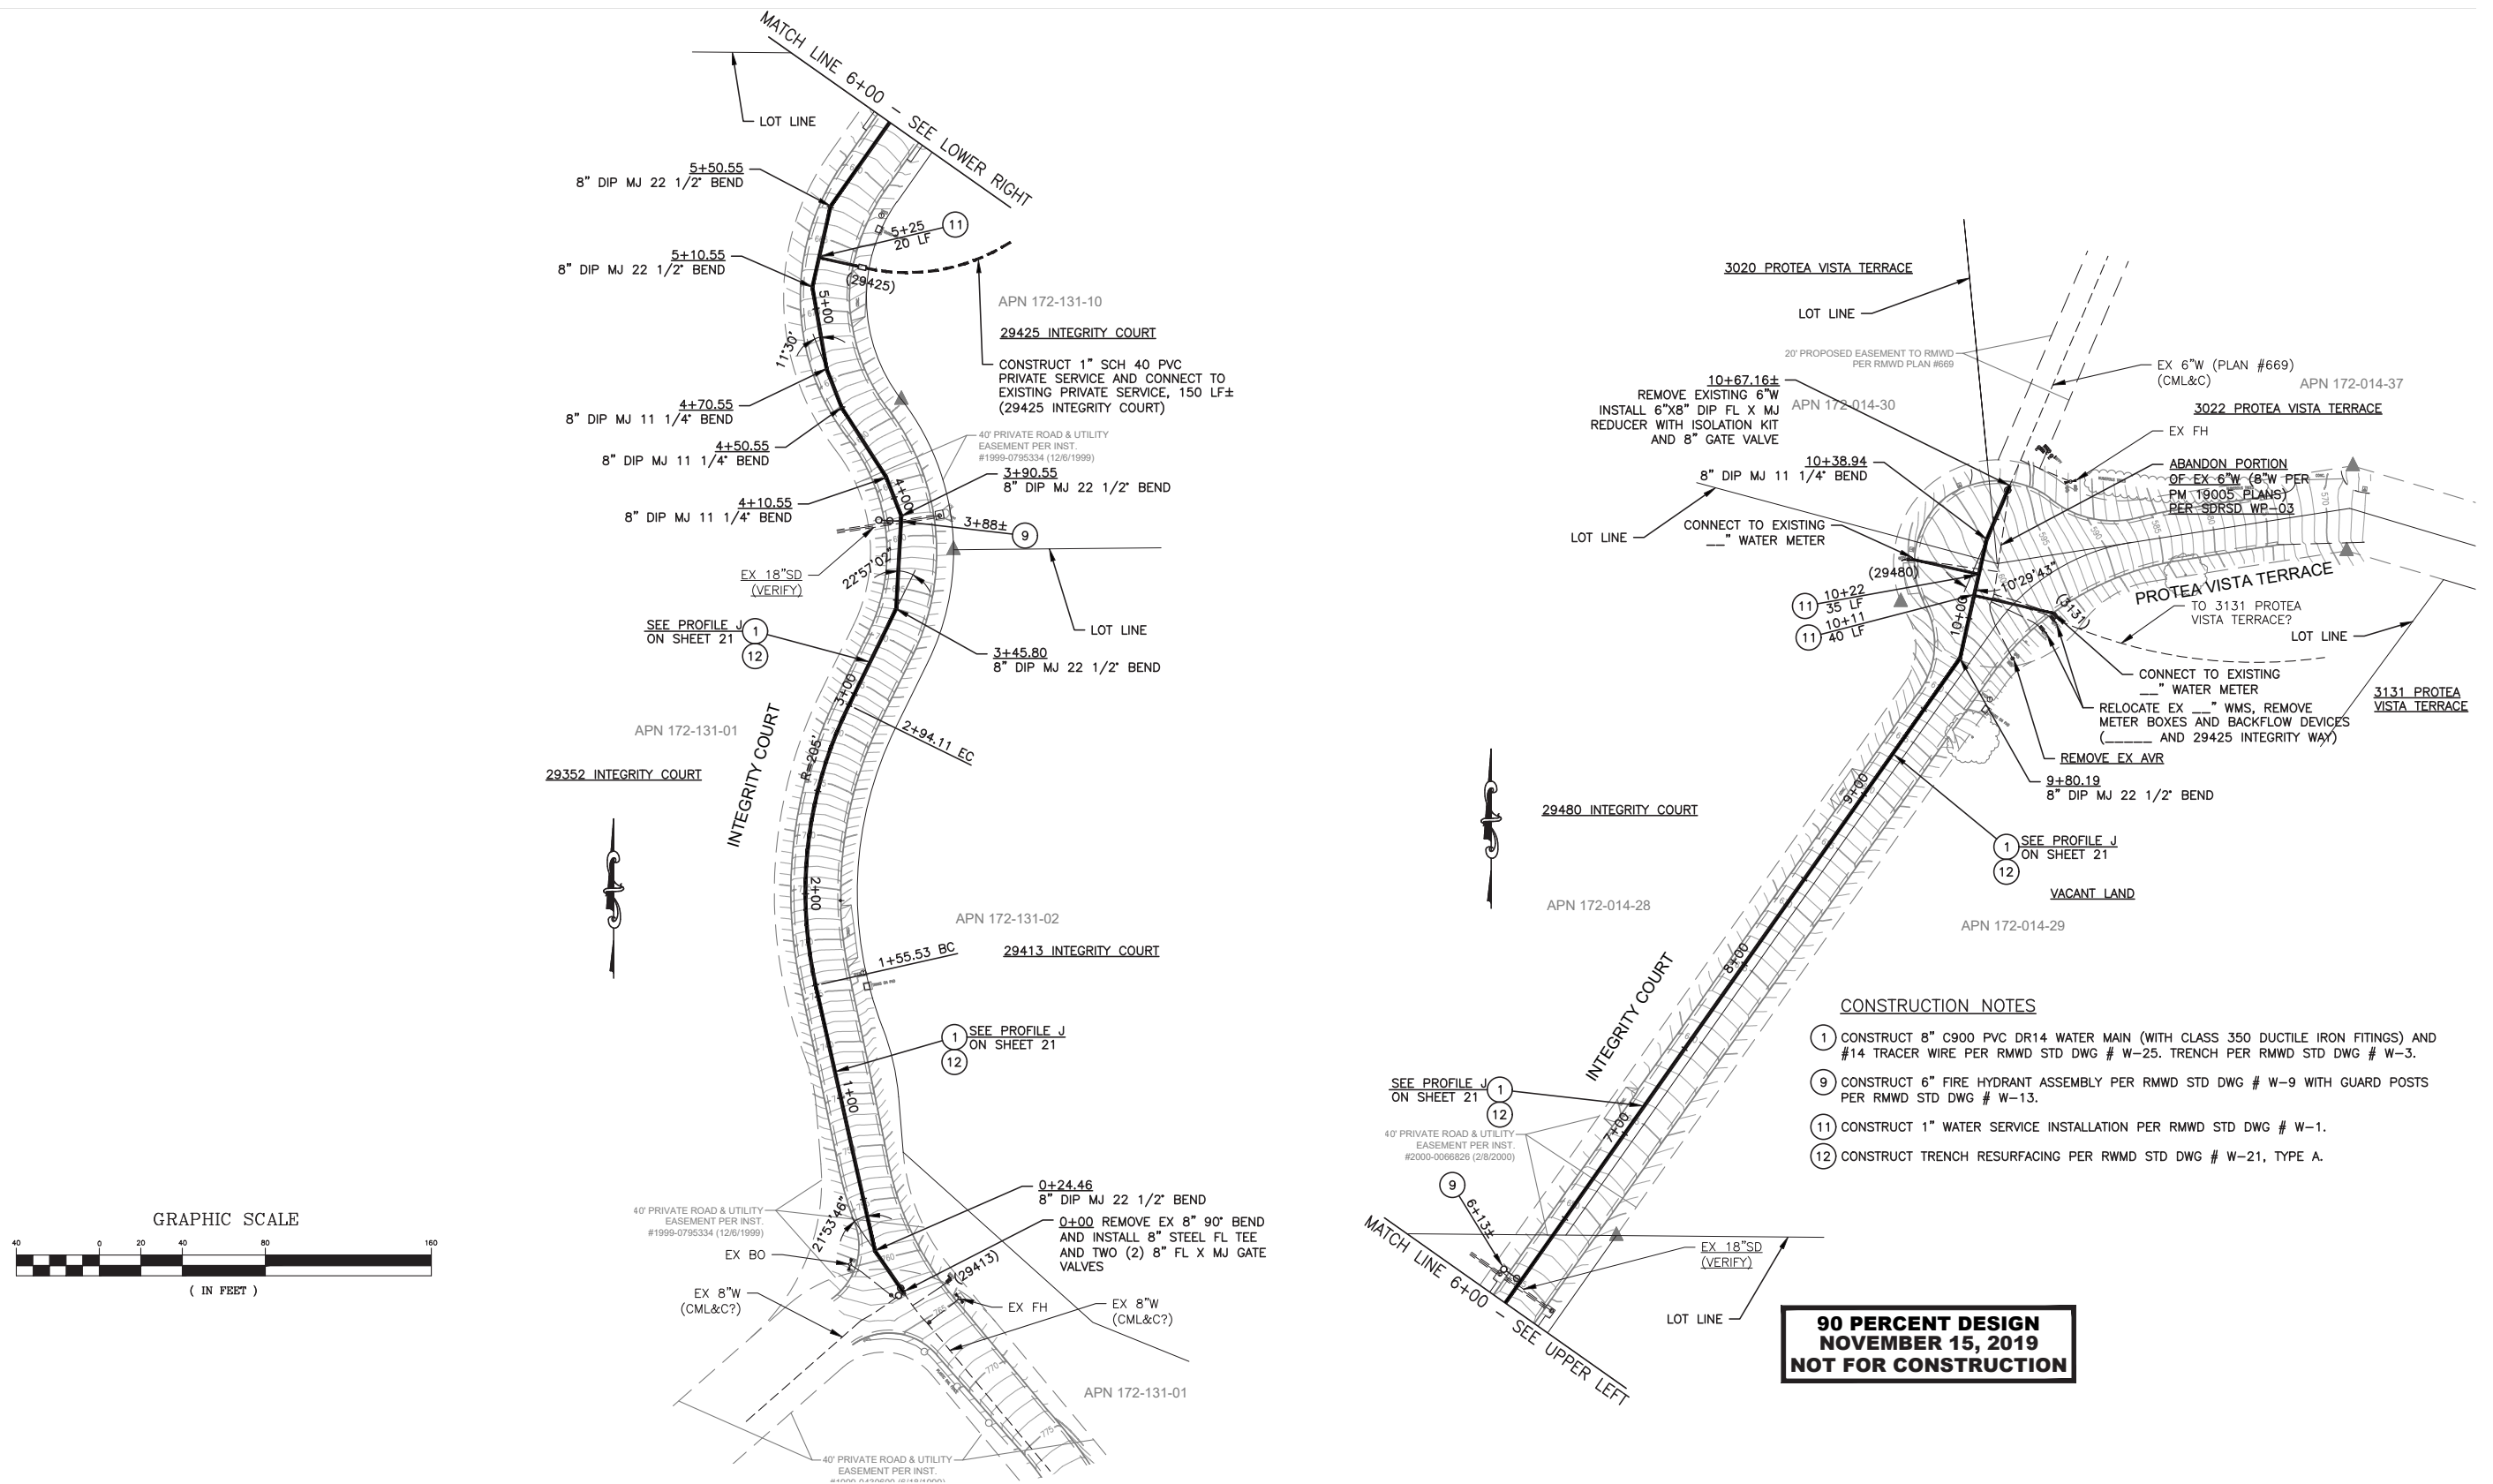 MATCH LINE 6+00 – SEE LOWER RIGHT
LOT LINE
5+50.55
8" DIP MJ 22 1/2° BEND
5+25
20 LF
11
5+10.55
8" DIP MJ 22 1/2° BEND
(29425)
5+00
APN 172-131-10
29425 INTEGRITY COURT
11°30'
CONSTRUCT 1" SCH 40 PVC
PRIVATE SERVICE AND CONNECT TO
EXISTING PRIVATE SERVICE, 150 LF±
(29425 INTEGRITY COURT)
4+70.55
8" DIP MJ 11 1/4° BEND
4+50.55
8" DIP MJ 11 1/4° BEND
40' PRIVATE ROAD & UTILITY
EASEMENT PER INST.
#1999-0795334 (12/6/1999)
3+90.55
8" DIP MJ 22 1/2° BEND
4+00
4+10.55
8" DIP MJ 11 1/4° BEND
3+88±
9
EX 18"SD
(VERIFY)
22°57'02"
LOT LINE
SEE PROFILE J
ON SHEET 21
1
12
3+45.80
8" DIP MJ 22 1/2° BEND
3+00
APN 172-131-01
2+94.11 EC
R=205'
INTEGRITY COURT
29352 INTEGRITY COURT
2+00
APN 172-131-02
29413 INTEGRITY COURT
1+55.53 BC
1
SEE PROFILE J
ON SHEET 21
12
1+00
0+24.46
8" DIP MJ 22 1/2° BEND
40' PRIVATE ROAD & UTILITY
EASEMENT PER INST.
#1999-0795334 (12/6/1999)
21°53'46"
0+00 REMOVE EX 8" 90° BEND
AND INSTALL 8" STEEL FL TEE
AND TWO (2) 8" FL X MJ GATE
VALVES
EX BO
760
(29413)
EX 8"W
(CML&C?)
EX FH
765
EX 8"W
(CML&C?)
770
APN 172-131-01
775
40' PRIVATE ROAD & UTILITY
EASEMENT PER INST.
GRAPHIC SCALE
40 0 20 40 80 160
( IN FEET )
3020 PROTEA VISTA TERRACE
LOT LINE
20' PROPOSED EASEMENT TO RMWD
PER RMWD PLAN #669
EX 6"W (PLAN #669)
(CML&C)
APN 172-014-37
3022 PROTEA VISTA TERRACE
10+67.16±
REMOVE EXISTING 6"W
INSTALL 6"X8" DIP FL X MJ
REDUCER WITH ISOLATION KIT
AND 8" GATE VALVE
APN 172-014-30
EX FH
10+38.94
8" DIP MJ 11 1/4° BEND
ABANDON PORTION
OF EX 6"W (8"W PER
PM 19005 PLANS)
PER SDRSD WP-03
570
580
585
590
595
CONNECT TO EXISTING
__" WATER METER
LOT LINE
(29480)
10°29'43"
PROTEA VISTA TERRACE
11
10+22
35 LF
11
10+11
40 LF
10+00
(3131)
TO 3131 PROTEA
VISTA TERRACE?
LOT LINE
CONNECT TO EXISTING
__" WATER METER
3131 PROTEA
VISTA TERRACE
RELOCATE EX __" WMS, REMOVE
METER BOXES AND BACKFLOW DEVICES
(_____ AND 29425 INTEGRITY WAY)
REMOVE EX AVR
9+80.19
8" DIP MJ 22 1/2° BEND
9+00
29480 INTEGRITY COURT
1
SEE PROFILE J
ON SHEET 21
12
VACANT LAND
APN 172-014-28
APN 172-014-29
8+00
INTEGRITY COURT
CONSTRUCTION NOTES
1 CONSTRUCT 8" C900 PVC DR14 WATER MAIN (WITH CLASS 350 DUCTILE IRON FITINGS) AND
#14 TRACER WIRE PER RMWD STD DWG # W-25. TRENCH PER RMWD STD DWG # W-3.
9 CONSTRUCT 6" FIRE HYDRANT ASSEMBLY PER RMWD STD DWG # W-9 WITH GUARD POSTS
PER RMWD STD DWG # W-13.
11 CONSTRUCT 1" WATER SERVICE INSTALLATION PER RMWD STD DWG # W-1.
12 CONSTRUCT TRENCH RESURFACING PER RWMD STD DWG # W-21, TYPE A.
SEE PROFILE J
ON SHEET 21
1
12
7+00
40' PRIVATE ROAD & UTILITY
EASEMENT PER INST.
#2000-0066826 (2/8/2000)
9
6+13±
EX 18"SD
(VERIFY)
LOT LINE
MATCH LINE 6+00 – SEE UPPER LEFT
90 PERCENT DESIGN
NOVEMBER 15, 2019
NOT FOR CONSTRUCTION